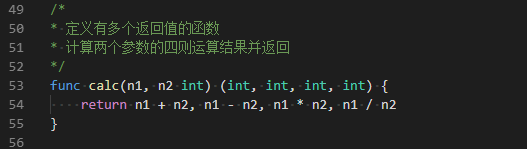 49 /*
50 * 定义有多个返回值的函数
51 * 计算两个参数的四则运算结果并返回
52 */
53 func calc(n1, n2 int) (int, int, int, int) {
54     return n1 + n2, n1 - n2, n1 * n2, n1 / n2
55 }
56